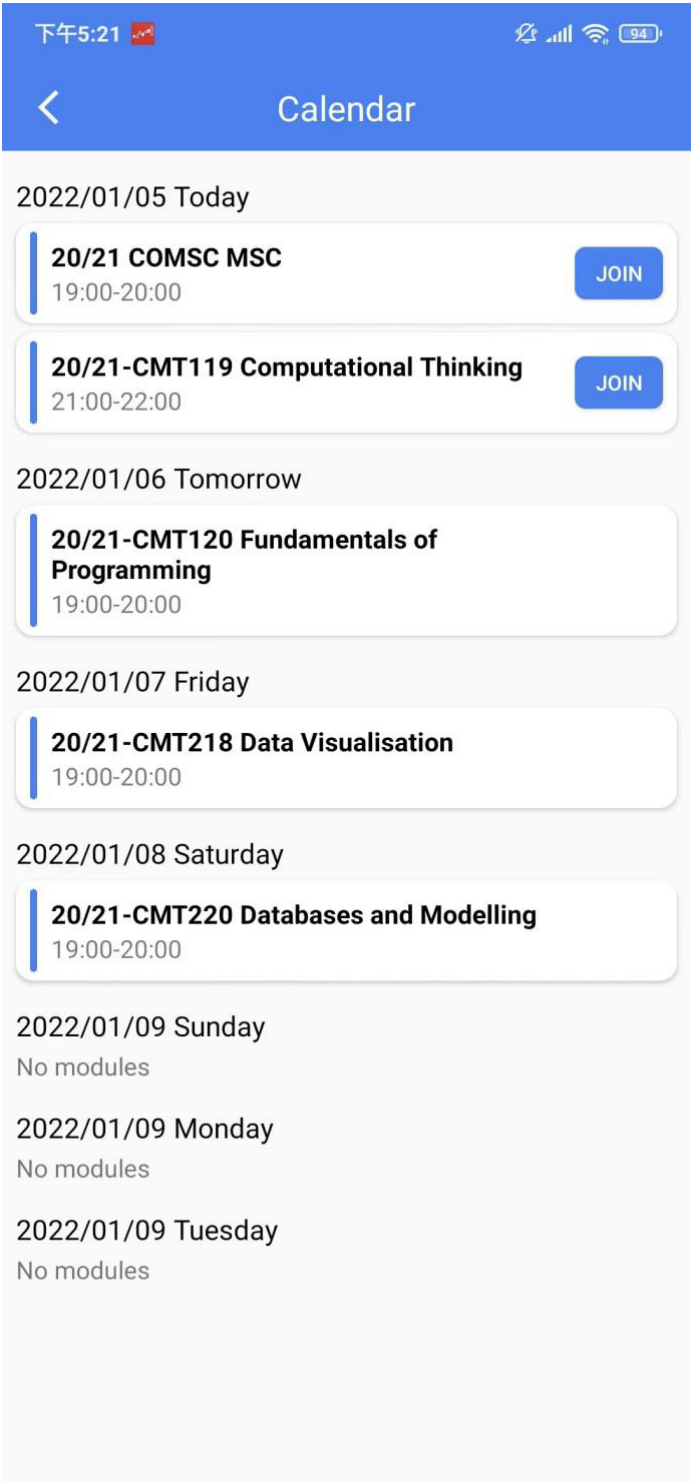 下午5:21
94
Calendar
2022/01/05 Today
20/21 COMSC MSC
19:00-20:00
JOIN
20/21-CMT119 Computational Thinking
21:00-22:00
JOIN
2022/01/06 Tomorrow
20/21-CMT120 Fundamentals of
Programming
19:00-20:00
2022/01/07 Friday
20/21-CMT218 Data Visualisation
19:00-20:00
2022/01/08 Saturday
20/21-CMT220 Databases and Modelling
19:00-20:00
2022/01/09 Sunday
No modules
2022/01/09 Monday
No modules
2022/01/09 Tuesday
No modules